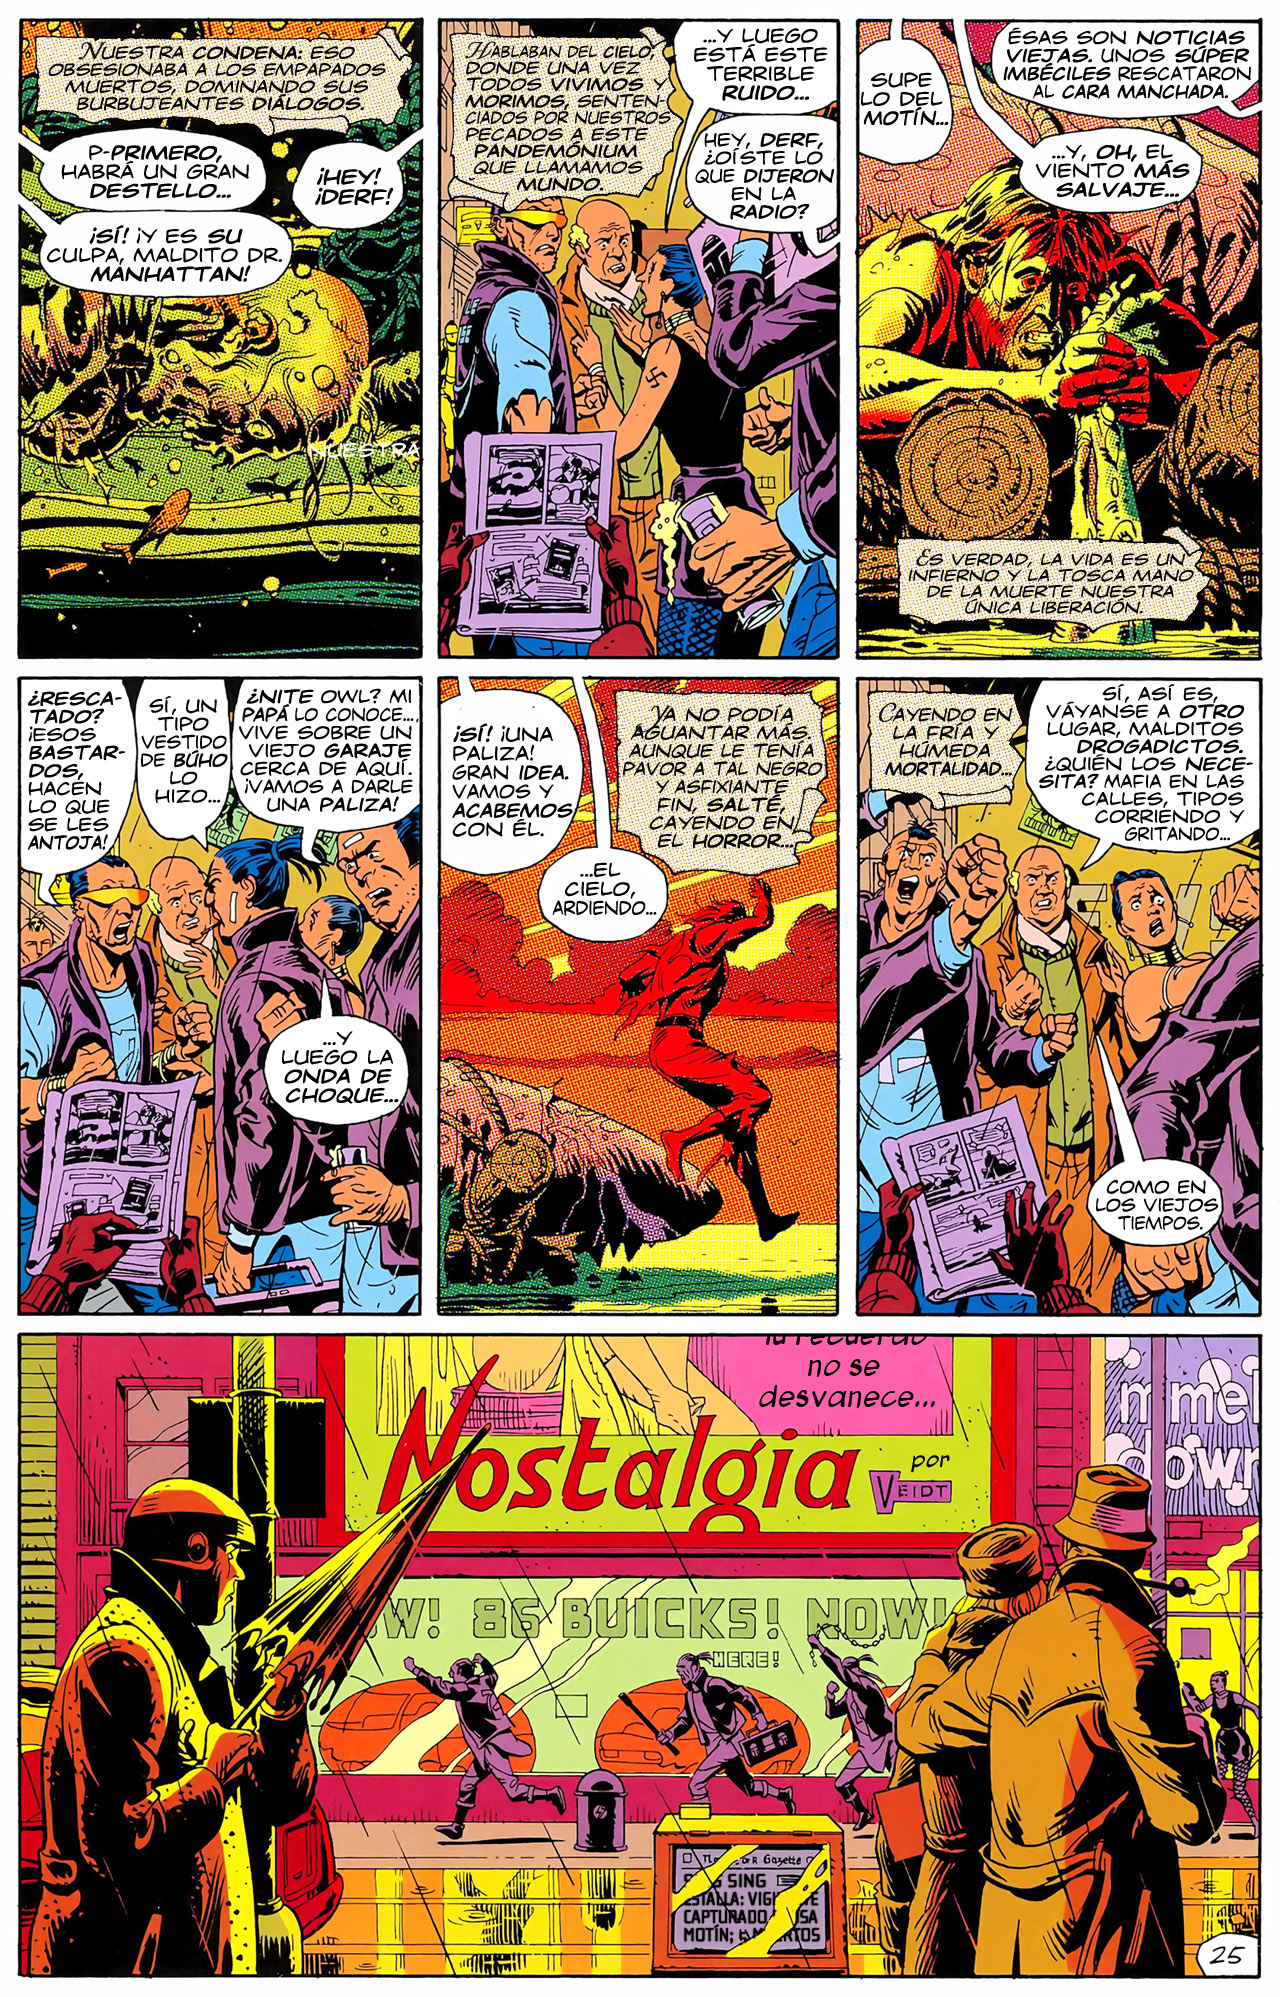 NUESTRA CONDENA: ESO
OBSESIONABA A LOS EMPAPADOS
MUERTOS, DOMINANDO SUS
BURBUJEANTES DIÁLOGOS.
P-PRIMERO,
HABRÁ UN GRAN
DESTELLO...
¡HEY!
¡DERF!
¡SÍ! ¡Y ES SU
CULPA, MALDITO DR.
MANHATTAN!
NUESTRA
HABLABAN DEL CIELO,
DONDE UNA VEZ
TODOS VIVIMOS Y
MORIMOS, SENTEN-
CIADOS POR NUESTROS
PECADOS A ESTE
PANDEMÓNIUM
QUE LLAMAMOS
MUNDO.
...Y LUEGO
ESTÁ ESTE
TERRIBLE
RUIDO...
HEY, DERF,
¿OÍSTE LO
QUE DIJERON
EN LA
RADIO?
SUPE
LO DEL
MOTÍN...
ÉSAS SON NOTICIAS
VIEJAS. UNOS SÚPER
IMBÉCILES RESCATARON
AL CARA MANCHADA.
...Y, OH, EL
VIENTO MÁS
SALVAJE...
ES VERDAD, LA VIDA ES UN
INFIERNO Y LA TOSCA MANO
DE LA MUERTE NUESTRA
ÚNICA LIBERACIÓN.
¿RESCA-
TADO?
¡ESOS
BASTAR-
DOS,
HACEN
LO QUE
SE LES
ANTOJA!
SÍ, UN
TIPO
VESTIDO
DE BÚHO
LO
HIZO...
¿NITE OWL? MI
PAPÁ LO CONOCE...
VIVE SOBRE UN
VIEJO GARAJE
CERCA DE AQUÍ.
¡VAMOS A DARLE
UNA PALIZA!
...Y
LUEGO LA
ONDA DE
CHOQUE...
¡SÍ! ¡UNA
PALIZA!
GRAN IDEA.
VAMOS Y
ACABEMOS
CON ÉL.
YA NO PODÍA
AGUANTAR MÁS.
AUNQUE LE TENÍA
PAVOR A TAL NEGRO
Y ASFIXIANTE
FIN, SALTÉ,
CAYENDO EN
EL HORROR...
...EL
CIELO,
ARDIENDO...
CAYENDO EN
LA FRÍA Y
HÚMEDA
MORTALIDAD...
SÍ, ASÍ ES,
VÁYANSE A OTRO
LUGAR, MALDITOS
DROGADICTOS.
¿QUIÉN LOS NECE-
SITA? MAFIA EN LAS
CALLES, TIPOS
CORRIENDO Y
GRITANDO...
COMO EN
LOS VIEJOS
TIEMPOS.
tu recuerdo
no se
desvanece...
Nostalgia
por
VEIDT
OW! 86 BUICKS! NOW!
HERE!
SING
ESTALLA:
CAPTURADO
MOTÍN;
25